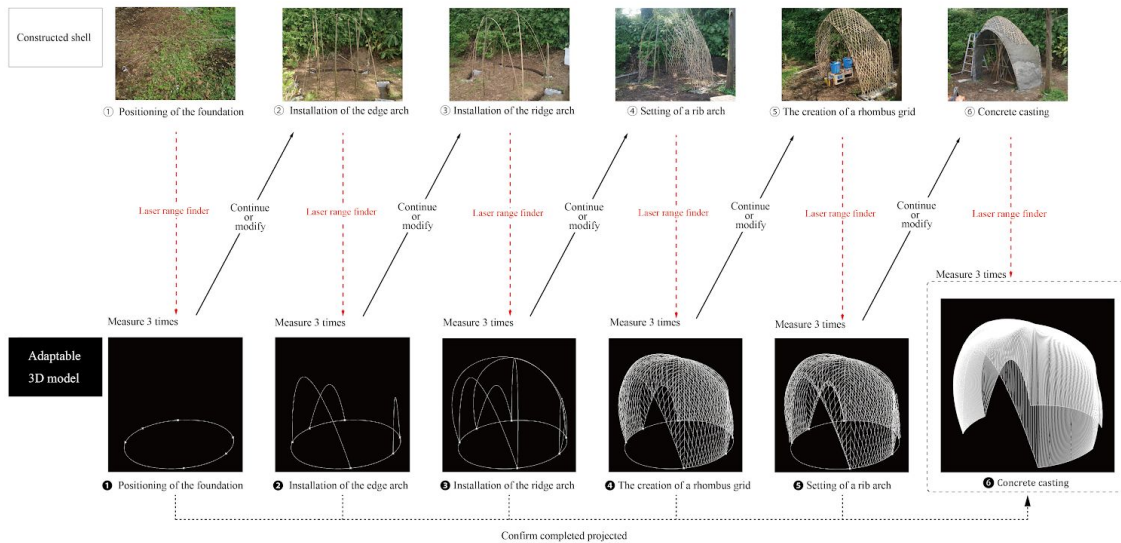 Constructed shell
① Positioning of the foundation
② Installation of the edge arch
③ Installation of the ridge arch
④ Setting of a rib arch
⑤ The creation of a rhombus grid
⑥ Concrete casting
Laser range finder
Continue
or
modify
Laser range finder
Continue
or
modify
Laser range finder
Continue
or
modify
Laser range finder
Continue
or
modify
Laser range finder
Continue
or
modify
Laser range finder
Measure 3 times
Measure 3 times
Measure 3 times
Measure 3 times
Measure 3 times
Measure 3 times
Adaptable
3D model
❶ Positioning of the foundation
❷ Installation of the edge arch
❸ Installation of the ridge arch
❹ The creation of a rhombus grid
❺ Setting of a rib arch
❻ Concrete casting
Confirm completed projected